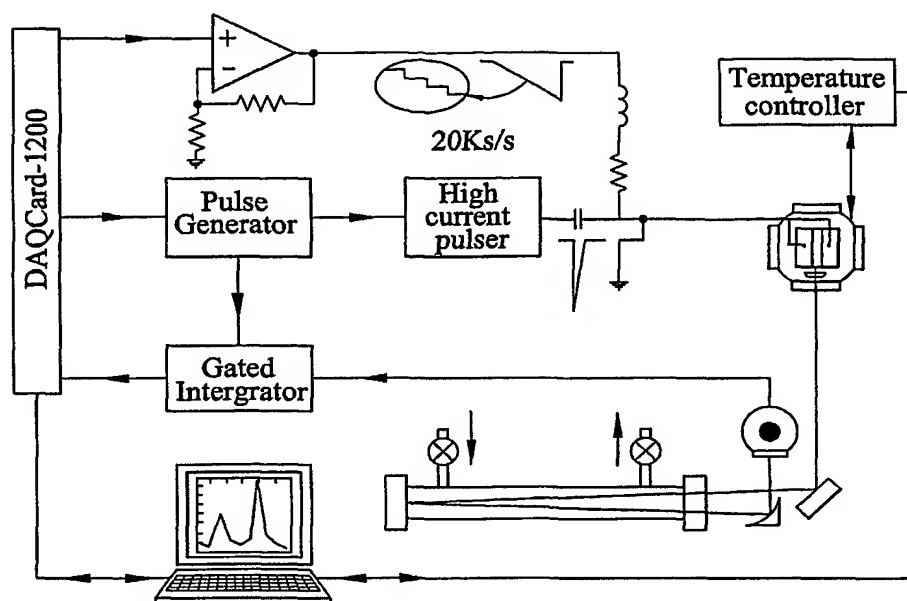 DAQCard-1200
+
−
20Ks/s
Temperature
controller
Pulse
Generator
High
current
pulser
Gated
Intergrator